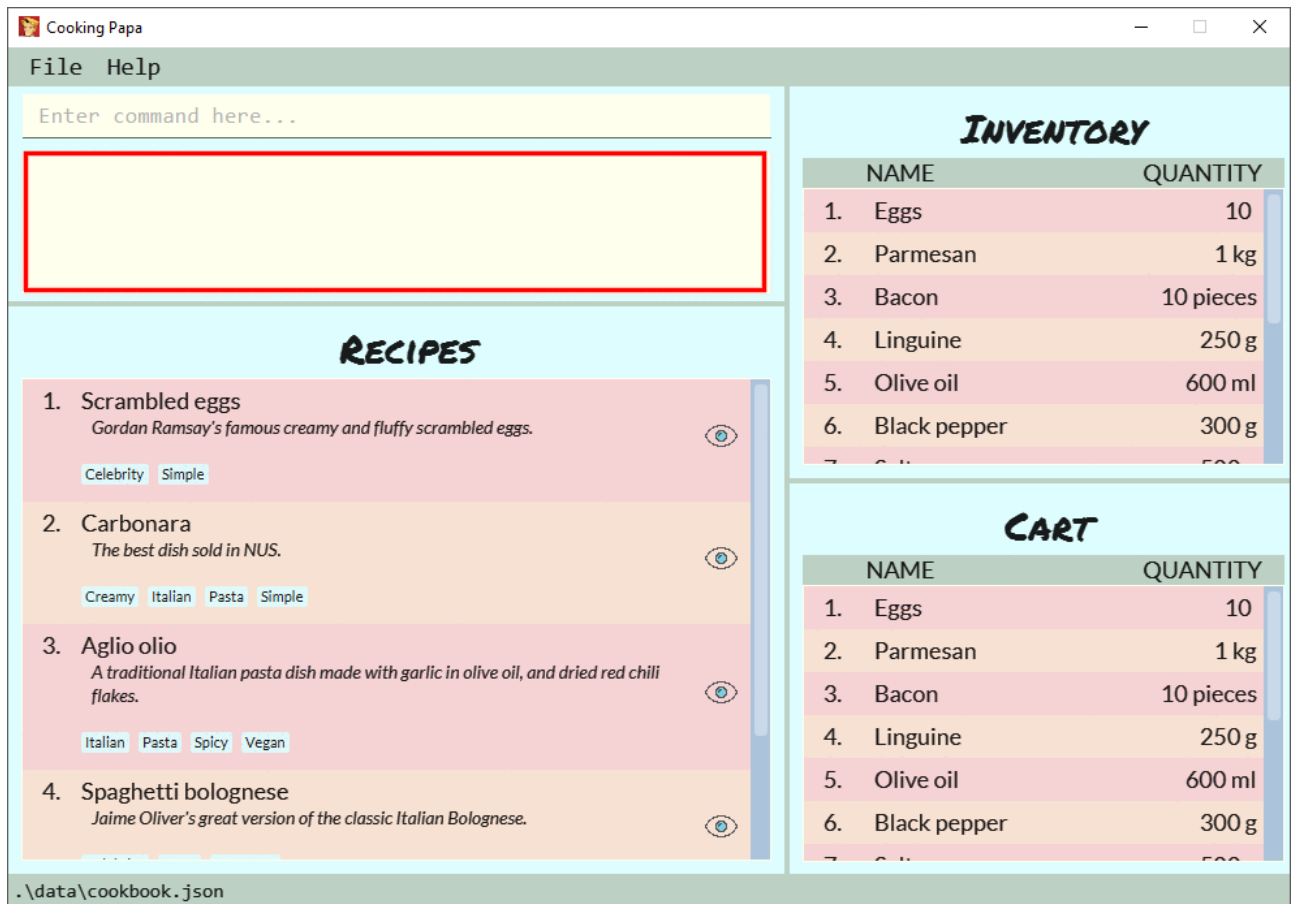 Cooking Papa
File Help
Enter command here...
INVENTORY
NAME QUANTITY
1. Eggs 10
2. Parmesan 1 kg
3. Bacon 10 pieces
4. Linguine 250 g
5. Olive oil 600 ml
6. Black pepper 300 g
RECIPES
1. Scrambled eggs
Gordan Ramsay's famous creamy and fluffy scrambled eggs.
Celebrity Simple
2. Carbonara
The best dish sold in NUS.
Creamy Italian Pasta Simple
3. Aglio olio
A traditional Italian pasta dish made with garlic in olive oil, and dried red chili
flakes.
Italian Pasta Spicy Vegan
4. Spaghetti bolognese
Jaime Oliver's great version of the classic Italian Bolognese.
CART
NAME QUANTITY
1. Eggs 10
2. Parmesan 1 kg
3. Bacon 10 pieces
4. Linguine 250 g
5. Olive oil 600 ml
6. Black pepper 300 g
.\data\cookbook.json